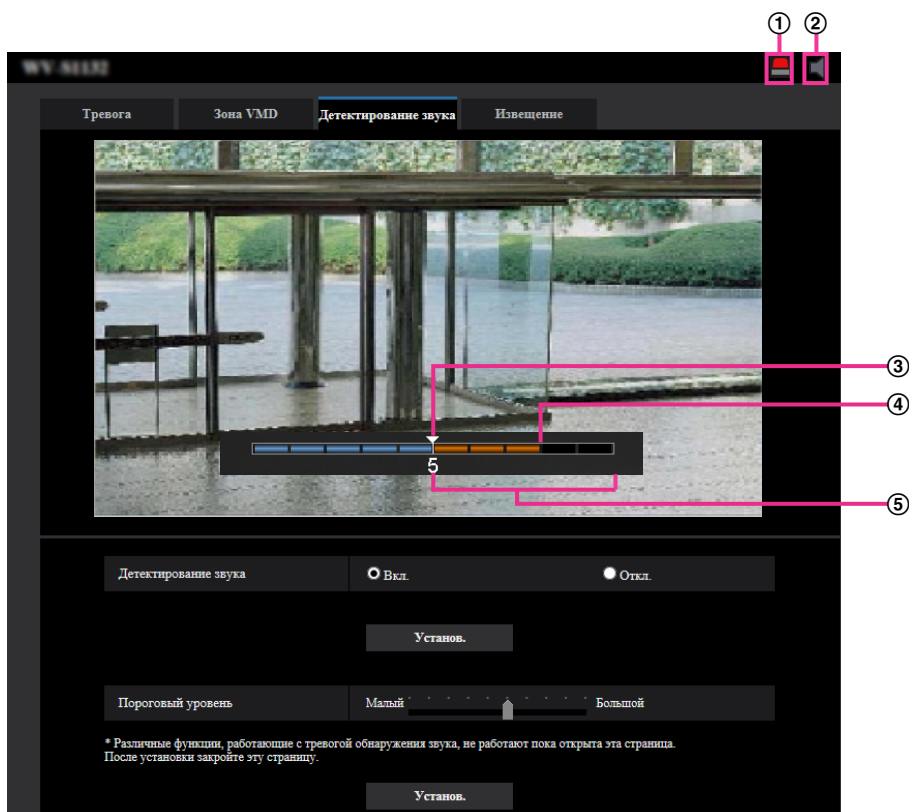 ① ②
Тревога Зона VMD Детектирование звука Извещение
③
④
5
⑤
Детектирование звука Вкл. Откл.
Установ.
Пороговый уровень Малый Большой
* Различные функции, работающие с тревогой обнаружения звука, не работают пока открыта эта страница.
После установки закройте эту страницу.
Установ.